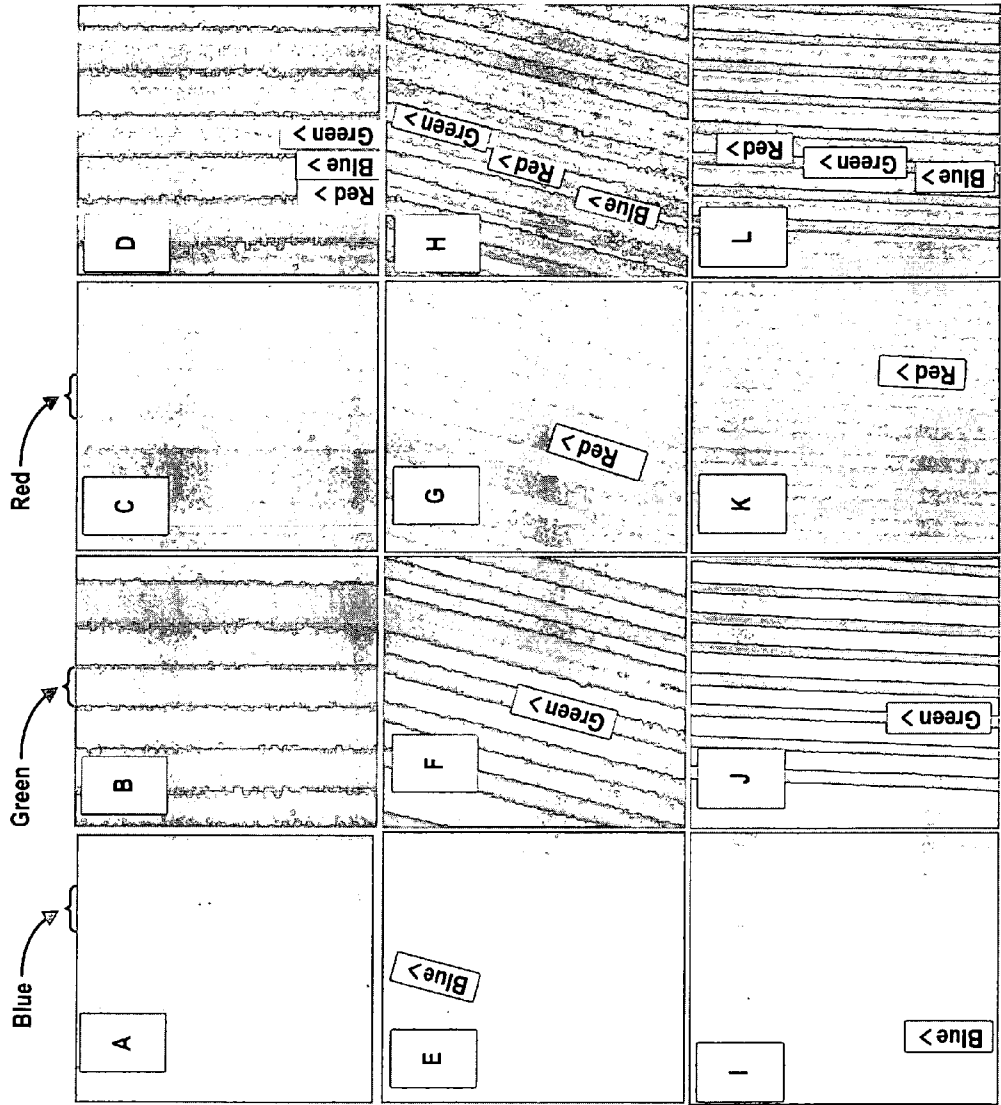 Blue
Green
Red
A
B
C
D
Red >
Blue >
Green >
E
Blue>
F
Green >
G
Red >
H
Green >
Red >
Blue >
I
Blue >
J
Green >
K
Red >
L
Red >
Green >
Blue >